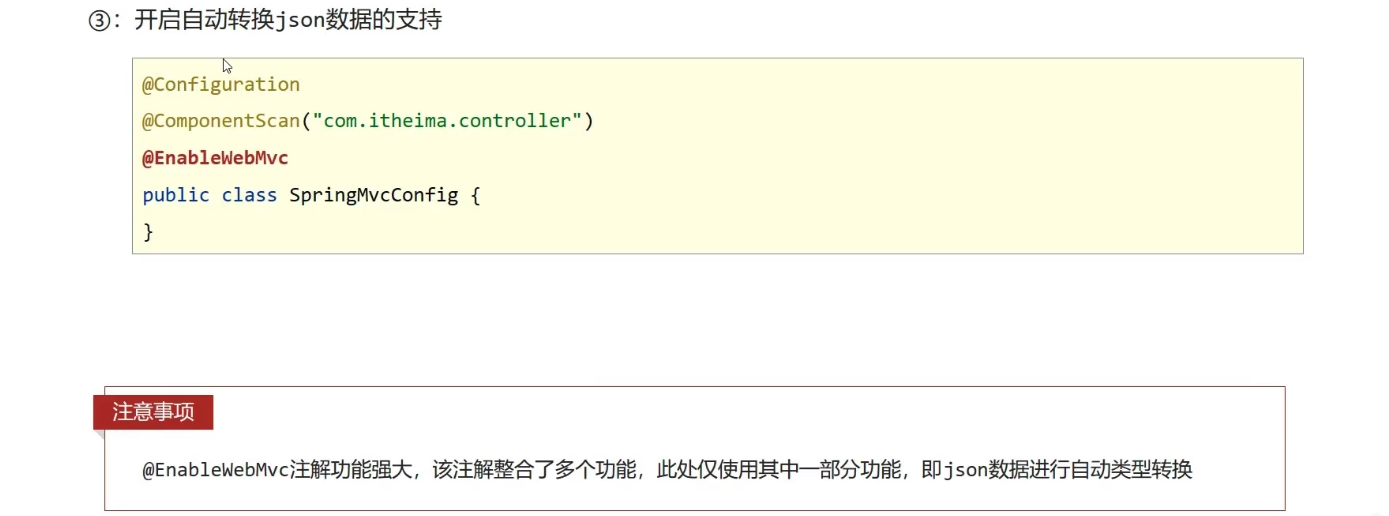 ③：开启自动转换json数据的支持
@Configuration
@ComponentScan("com.itheima.controller")
@EnableWebMvc
public class SpringMvcConfig {
}
注意事项
@EnableWebMvc注解功能强大，该注解整合了多个功能，此处仅使用其中一部分功能，即json数据进行自动类型转换